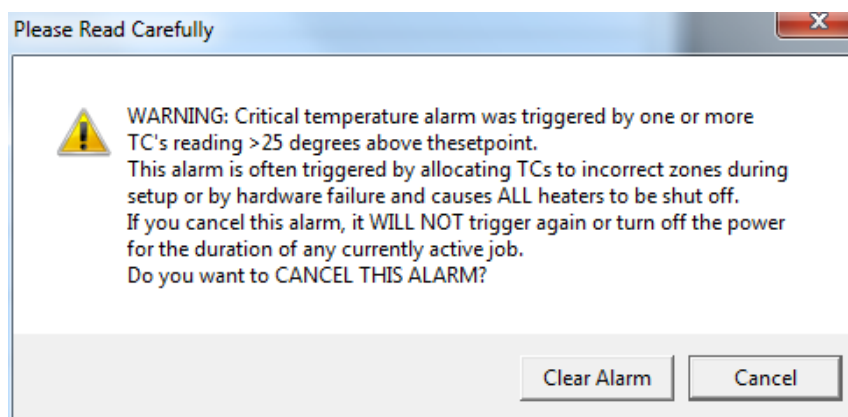 Please Read Carefully
WARNING: Critical temperature alarm was triggered by one or more
TC's reading >25 degrees above thesetpoint.
This alarm is often triggered by allocating TCs to incorrect zones during
setup or by hardware failure and causes ALL heaters to be shut off.
If you cancel this alarm, it WILL NOT trigger again or turn off the power
for the duration of any currently active job.
Do you want to CANCEL THIS ALARM?
Clear Alarm Cancel